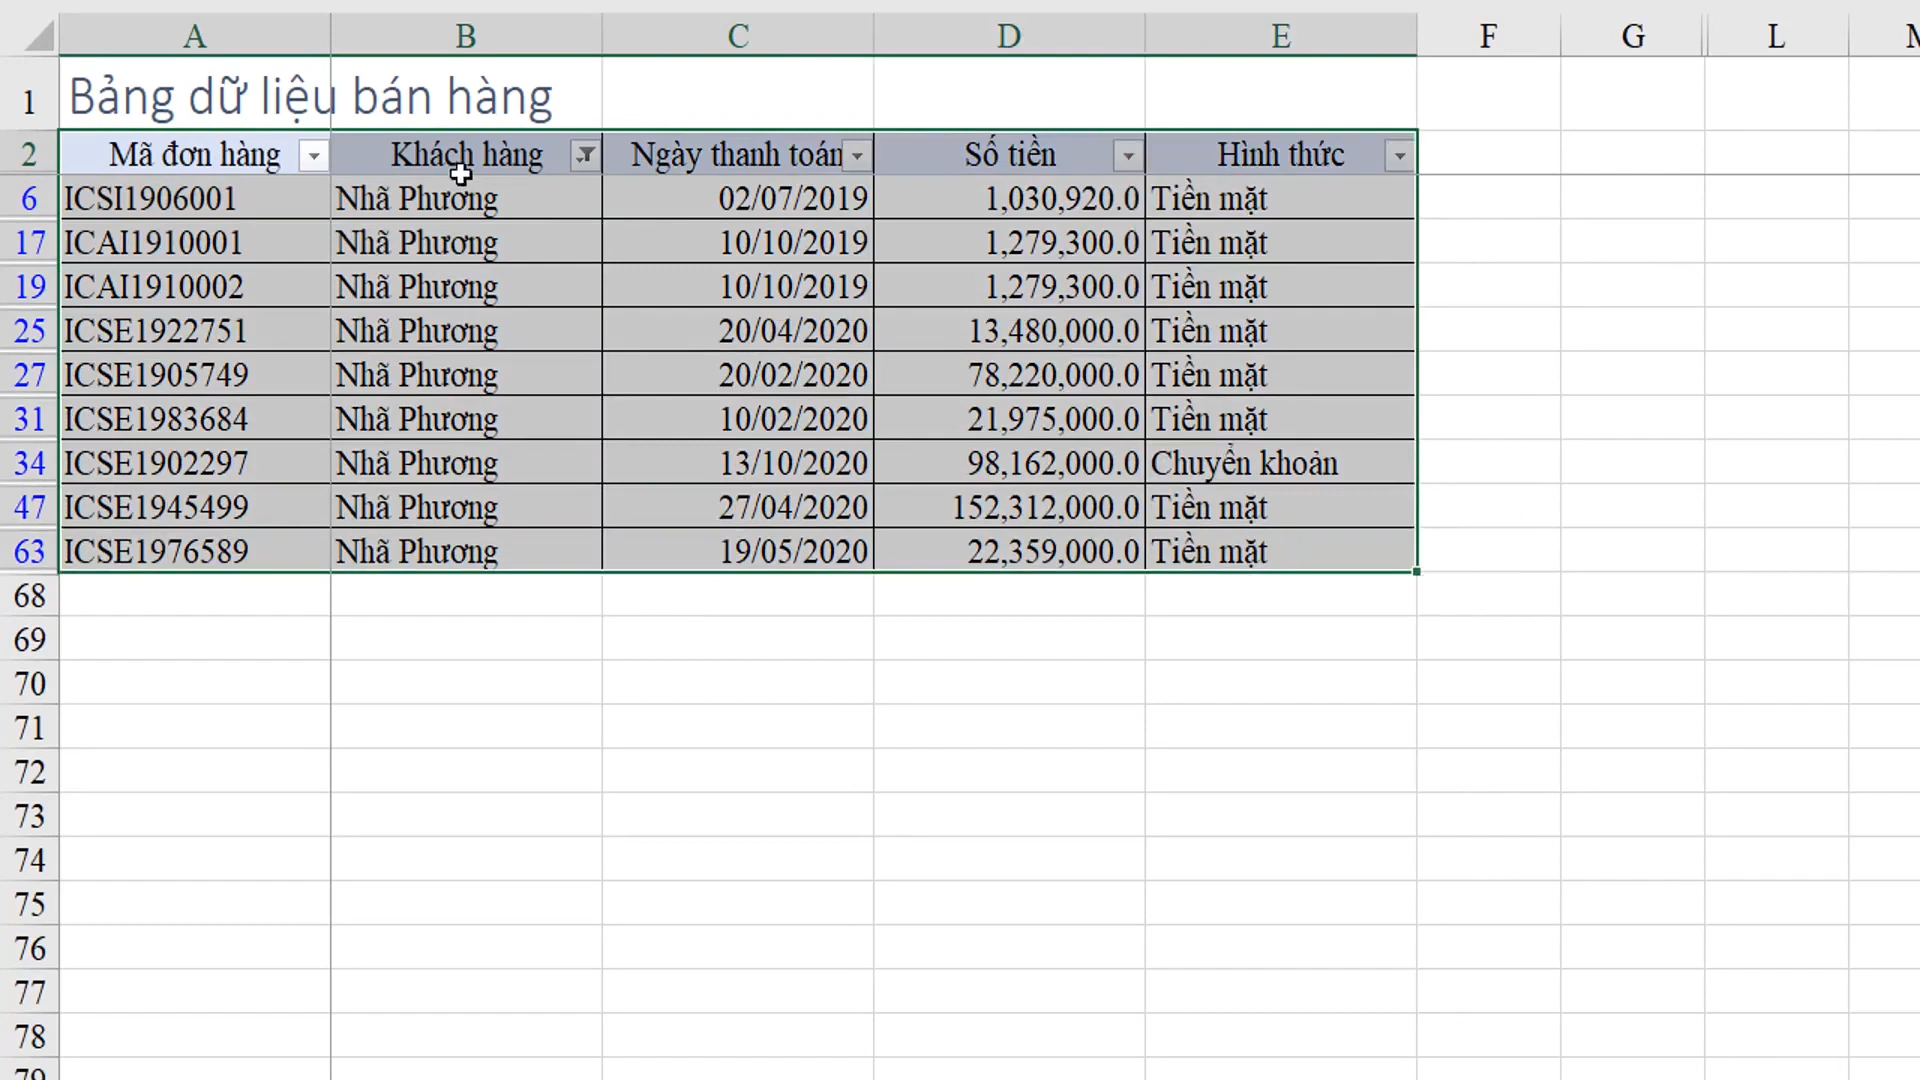 A B C D E F G L
1 Bảng dữ liệu bán hàng
2 Mã đơn hàng Khách hàng Ngày thanh toán Số tiền Hình thức
6 ICSI1906001 Nhã Phương 02/07/2019 1,030,920.0 Tiền mặt
17 ICAI1910001 Nhã Phương 10/10/2019 1,279,300.0 Tiền mặt
19 ICAI1910002 Nhã Phương 10/10/2019 1,279,300.0 Tiền mặt
25 ICSE1922751 Nhã Phương 20/04/2020 13,480,000.0 Tiền mặt
27 ICSE1905749 Nhã Phương 20/02/2020 78,220,000.0 Tiền mặt
31 ICSE1983684 Nhã Phương 10/02/2020 21,975,000.0 Tiền mặt
34 ICSE1902297 Nhã Phương 13/10/2020 98,162,000.0 Chuyển khoản
47 ICSE1945499 Nhã Phương 27/04/2020 152,312,000.0 Tiền mặt
63 ICSE1976589 Nhã Phương 19/05/2020 22,359,000.0 Tiền mặt
68
69
70
71
72
73
74
75
76
77
78
79